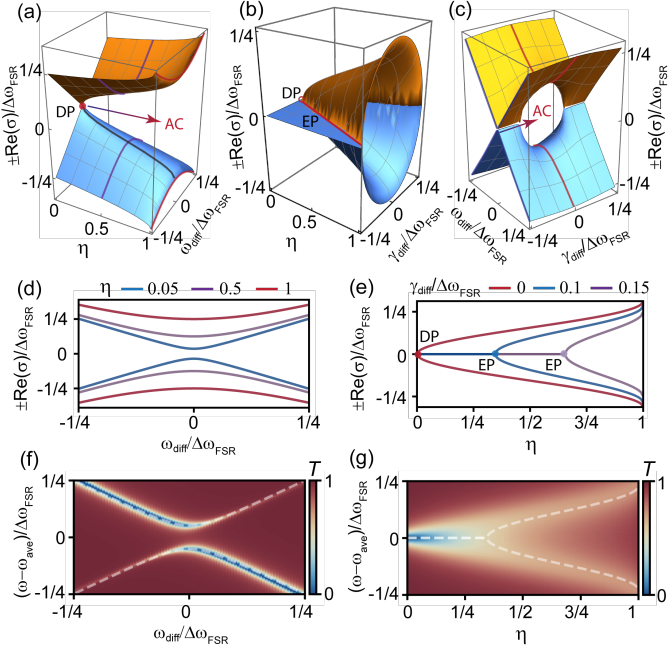 (a)
±Re(σ)/Δω_FSR
1/4
0
-1/4
DP
AC
0
0.5
1
η
-1/4
0
1/4
ω_diff/Δω_FSR
(b)
±Re(σ)/Δω_FSR
1/4
0
-1/4
DP
EP
0
0.5
1
η
-1/4
0
1/4
γ_diff/Δω_FSR
(c)
±Re(σ)/Δω_FSR
1/4
0
-1/4
AC
1/4
0
-1/4
ω_diff/Δω_FSR
-1/4
0
1/4
γ_diff/Δω_FSR
(d)
η 0.05 0.5 1
±Re(σ)/Δω_FSR
1/4
0
-1/4
-1/4 0 1/4
ω_diff/Δω_FSR
(e)
γ_diff/Δω_FSR 0 0.1 0.15
±Re(σ)/Δω_FSR
1/4
0
-1/4
DP
EP
EP
0 1/4 1/2 3/4 1
η
(f)
T
1
0
(ω−ω_ave)/Δω_FSR
1/4
0
-1/4
-1/4 0 1/4
ω_diff/Δω_FSR
(g)
T
1
0
(ω−ω_ave)/Δω_FSR
1/4
0
-1/4
0 1/4 1/2 3/4 1
η